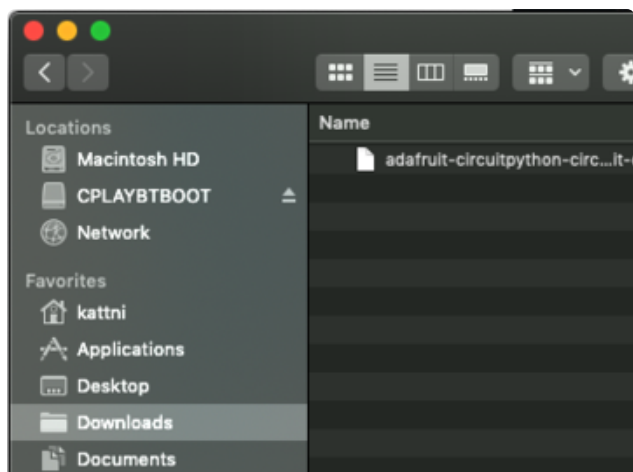 Locations
Name
Macintosh HD
adafruit-circuitpython-circ...it-
CPLAYBTBOOT
Network
Favorites
kattni
Applications
Desktop
Downloads
Documents